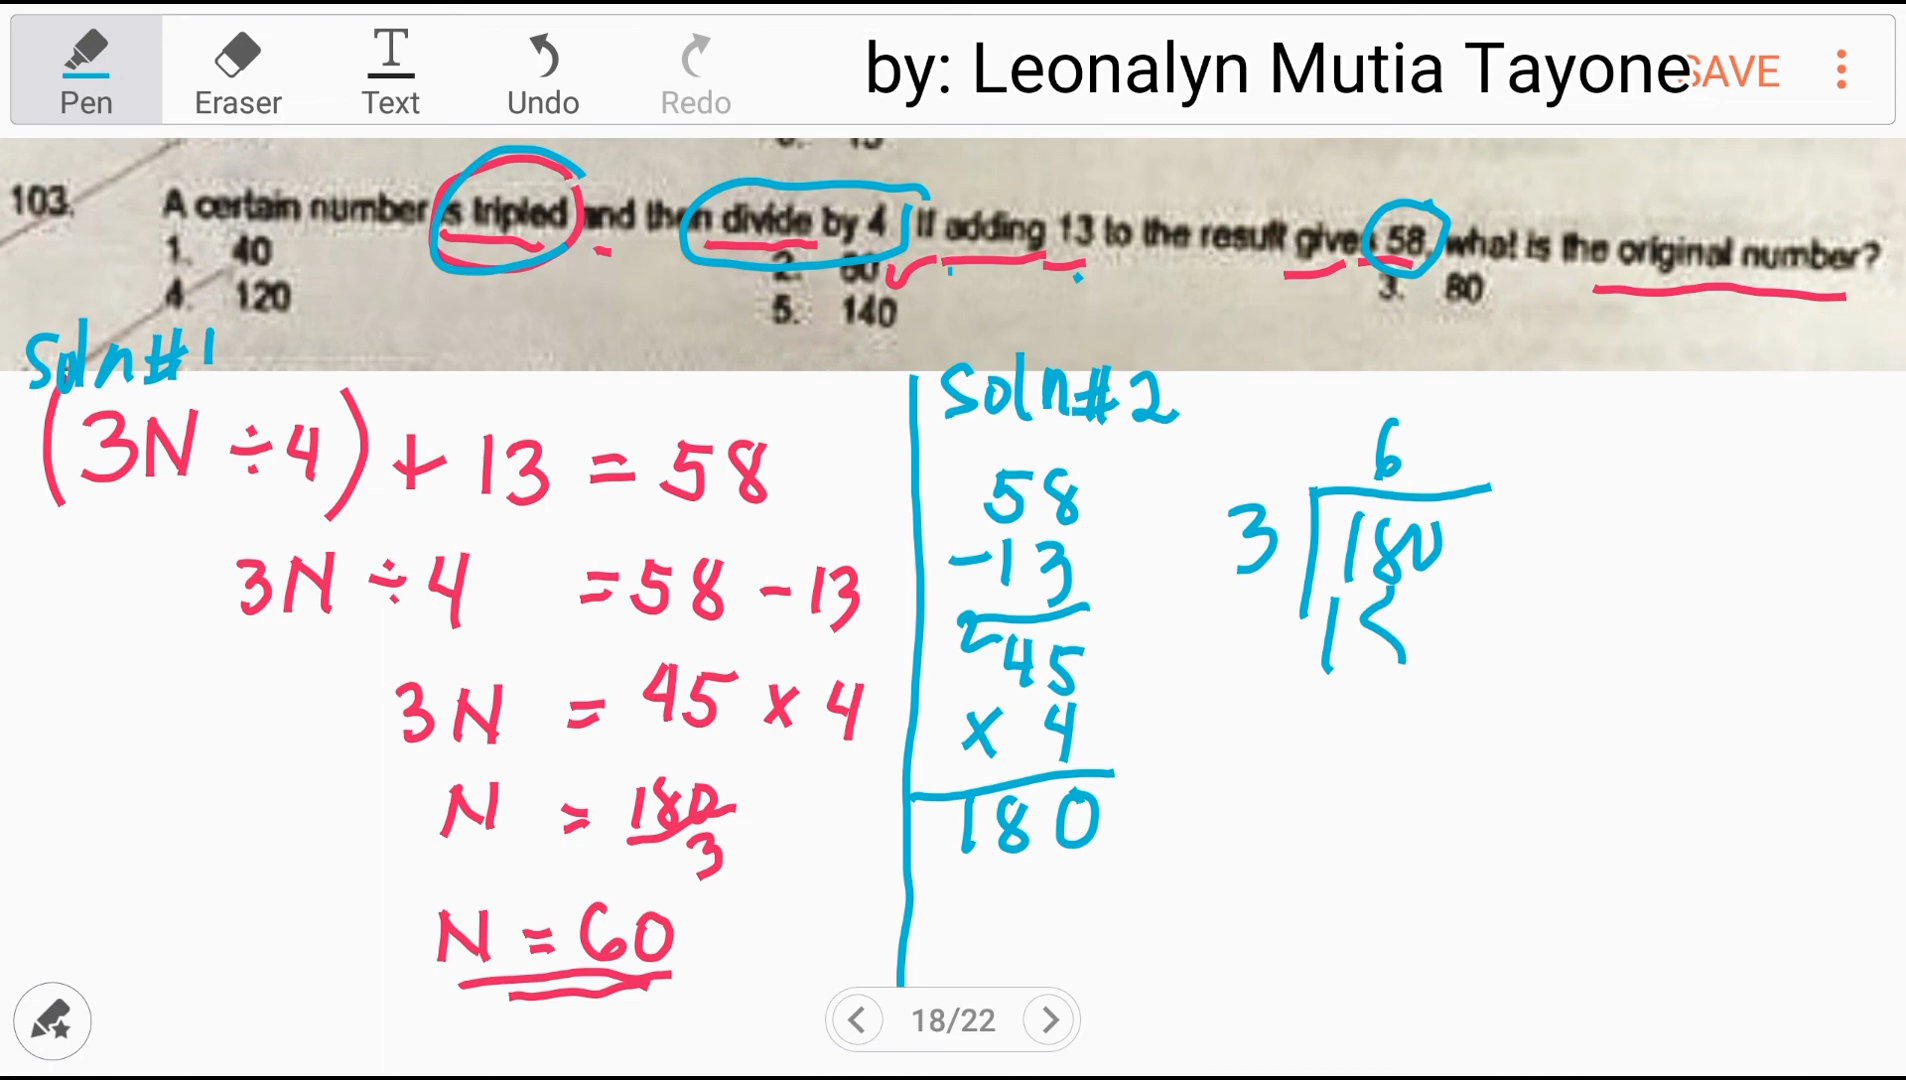 Pen Eraser Text Undo Redo by: Leonalyn Mutia Tayone SAVE
103. A certain number is tripled and then divide by 4. If adding 13 to the result gives 58, what is the original number?
1. 40 2. 60 3. 80
4. 120 5. 140
Soln#1
(3N ÷ 4) + 13 = 58
3N ÷ 4 = 58 - 13
3N = 45 x 4
N = 180
3
N = 60
Soln#2
58
-13
45
x 4
180
6
3 180
18
18/22